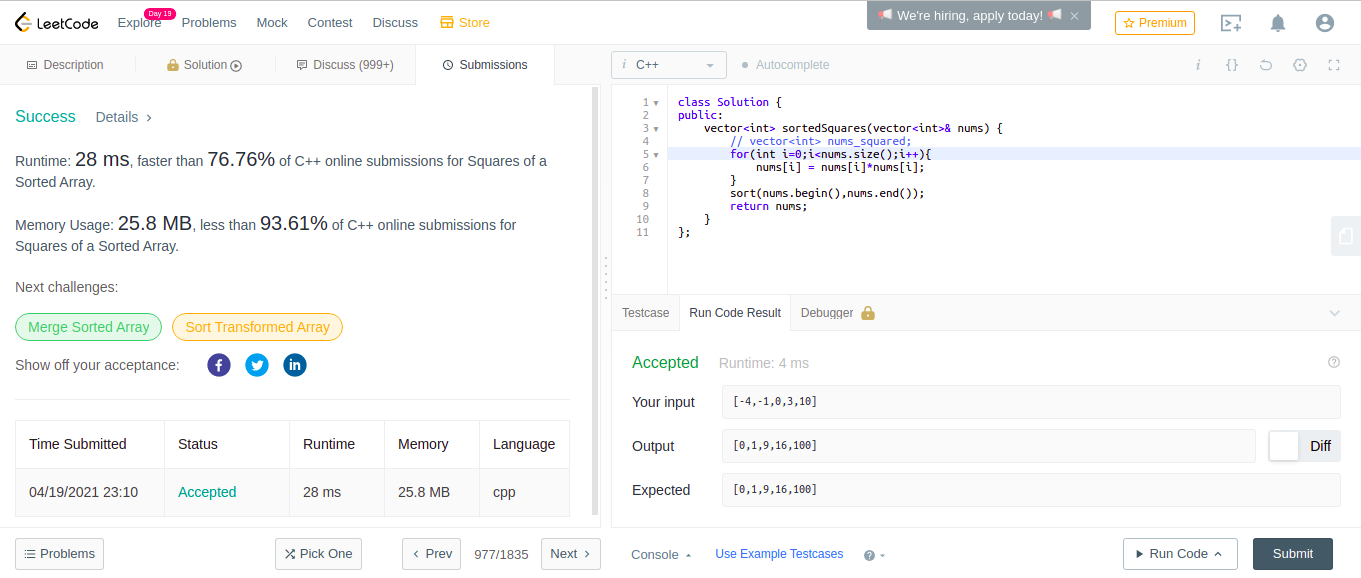 LeetCode Explore Day 19 Problems Mock Contest Discuss Store We're hiring, apply today! Premium
Description Solution Discuss (999+) Submissions
Success Details
Runtime: 28 ms, faster than 76.76% of C++ online submissions for Squares of a
Sorted Array.
Memory Usage: 25.8 MB, less than 93.61% of C++ online submissions for
Squares of a Sorted Array.
Next challenges:
Merge Sorted Array Sort Transformed Array
Show off your acceptance:
Time Submitted Status Runtime Memory Language
04/19/2021 23:10 Accepted 28 ms 25.8 MB cpp
Problems Pick One Prev 977/1835 Next
i C++ Autocomplete i {}
1 class Solution {
2 public:
3 vector<int> sortedSquares(vector<int>& nums) {
4 // vector<int> nums_squared;
5 for(int i=0;i<nums.size();i++){
6 nums[i] = nums[i]*nums[i];
7 }
8 sort(nums.begin(),nums.end());
9 return nums;
10 }
11 };
Testcase Run Code Result Debugger
Accepted Runtime: 4 ms
Your input [-4,-1,0,3,10]
Output [0,1,9,16,100] Diff
Expected [0,1,9,16,100]
Console Use Example Testcases Run Code Submit